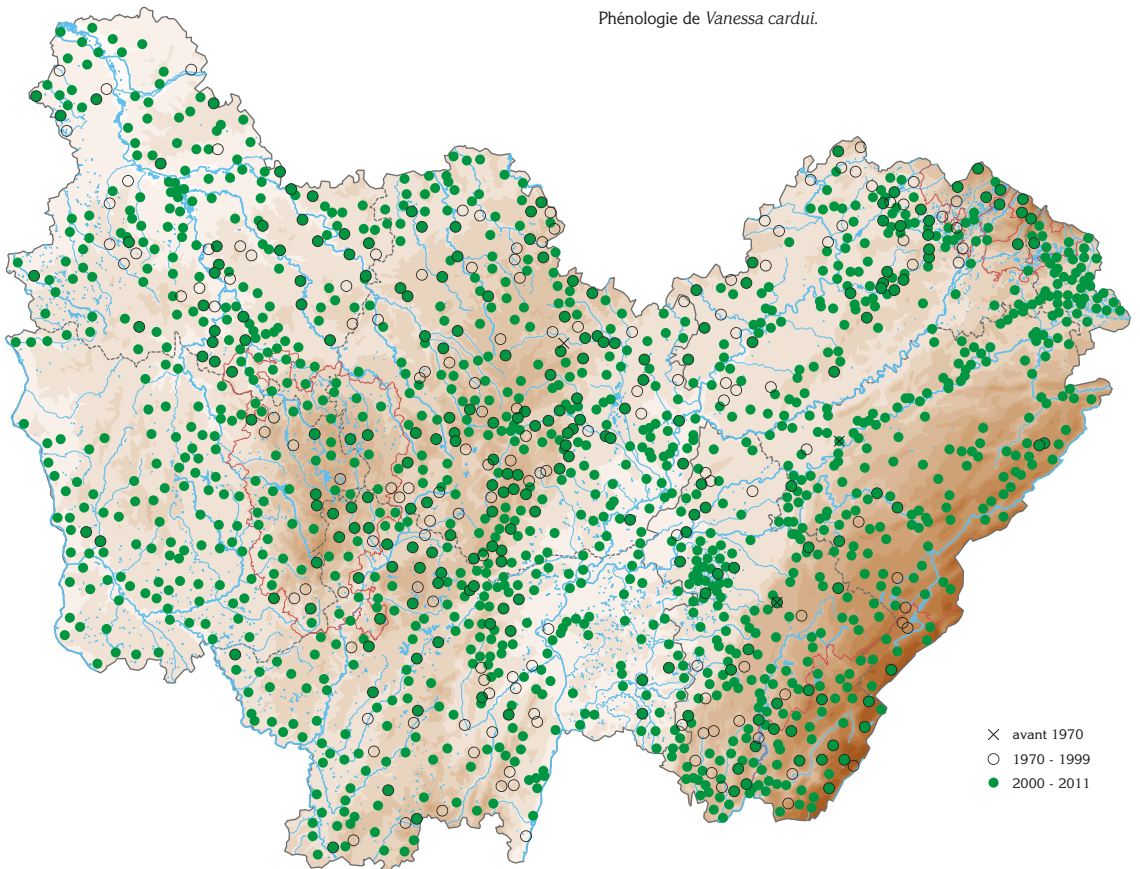 Phénologie de Vanessa cardui.
avant 1970
1970 - 1999
2000 - 2011